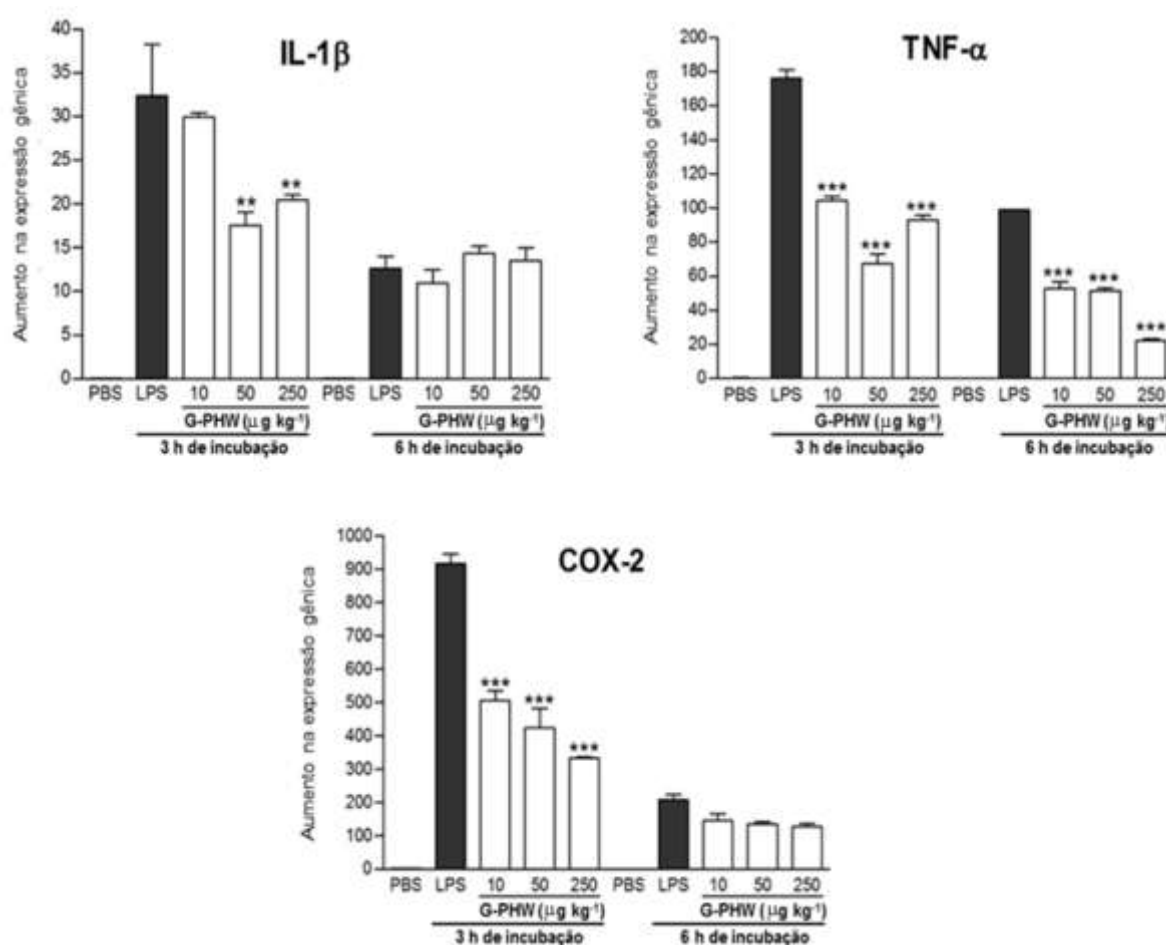 IL-1β
Aumento na expressão gênica
40
35
30
25
20
15
10
5
0
**
**
PBS LPS 10 50 250 PBS LPS 10 50 250
G-PHW (μg kg-1) G-PHW (μg kg-1)
3 h de incubação 6 h de incubação
TNF-α
Aumento na expressão gênica
200
180
160
140
120
100
80
60
40
20
0
***
***
***
***
***
***
PBS LPS 10 50 250 PBS LPS 10 50 250
G-PHW (μg kg-1) G-PHW (μg kg-1)
3 h de incubação 6 h de incubação
COX-2
Aumento na expressão gênica
1000
900
800
700
600
500
400
300
200
100
0
***
***
***
PBS LPS 10 50 250 PBS LPS 10 50 250
G-PHW (μg kg-1) G-PHW (μg kg-1)
3 h de incubação 6 h de incubação